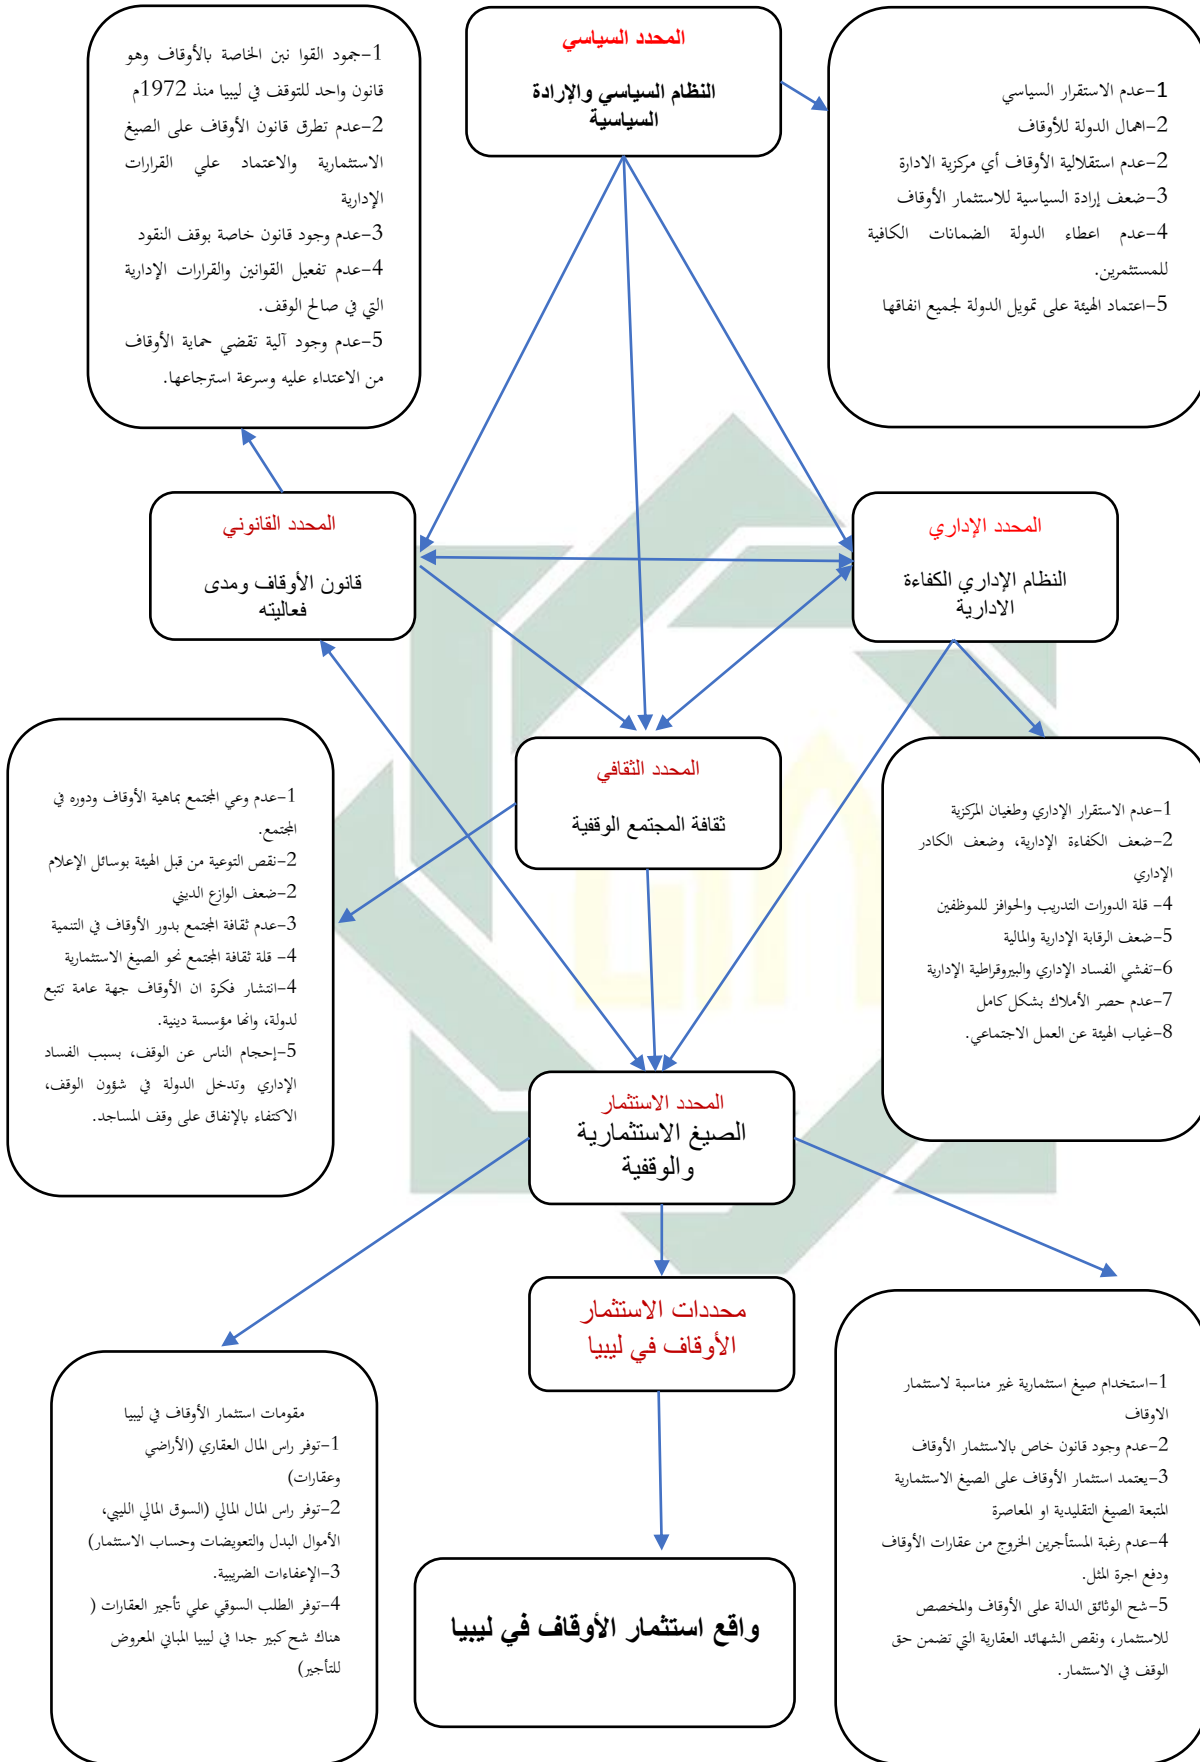 المحدد السياسي
النظام السياسي والإرادة
السياسية
1-عدم الاستقرار السياسي
2-اهمال الدولة للأوقاف
2-عدم استقلالية الأوقاف أي مركزية الادارة
3-ضعف إرادة السياسية للاستثمار الأوقاف
4-عدم اعطاء الدولة الضمانات الكافية
للمستثمرين.
5-اعتماد الهيئة على تمويل الدولة لجميع انفاقها
1-جمود القوا نين الخاصة بالأوقاف وهو
قانون واحد للتوقف في ليبيا منذ 1972م
2-عدم تطرق قانون الأوقاف على الصيغ
الاستثمارية والاعتماد علي القرارات
الإدارية
3-عدم وجود قانون خاصة بوقف النقود
4-عدم تفعيل القوانين والقرارات الإدارية
التي في صالح الوقف.
5-عدم وجود آلية تقضي حماية الأوقاف
من الاعتداء عليه وسرعة استرجاعها.
المحدد الإداري
النظام الإداري الكفاءة
الادارية
المحدد القانوني
قانون الأوقاف ومدى
فعاليته
المحدد الثقافي
ثقافة المجتمع الوقفية
1-عدم الاستقرار الإداري وطغيان المركزية
2-ضعف الكفاءة الإدارية، وضعف الكادر
الإداري
4- قلة الدورات التدريب والحوافز للموظفين
5-ضعف الرقابة الإدارية والمالية
6-تفشي الفساد الإداري والبيروقراطية الإدارية
7-عدم حصر الأملاك بشكل كامل
8-غياب الهيئة عن العمل الاجتماعي.
1-عدم وعي المجتمع بماهية الأوقاف ودوره في
المجتمع.
2-نقص التوعية من قبل الهيئة بوسائل الإعلام
2-ضعف الوازع الديني
3-عدم ثقافة المجتمع بدور الأوقاف في التنمية
4- قلة ثقافة المجتمع نحو الصيغ الاستثمارية
4-انتشار فكرة ان الأوقاف جهة عامة تتبع
لدولة، وانها مؤسسة دينية.
5-إحجام الناس عن الوقف، بسبب الفساد
الإداري وتدخل الدولة في شؤون الوقف،
الاكتفاء بالإنفاق على وقف المساجد.
المحدد الاستثمار
الصيغ الاستثمارية
والوقفية
محددات الاستثمار
الأوقاف في ليبيا
1-استخدام صيغ استثمارية غير مناسبة لاستثمار
الاوقاف
2-عدم وجود قانون خاص بالاستثمار الأوقاف
3-يعتمد استثمار الأوقاف على الصيغ الاستثمارية
المتبعة الصيغ التقليدية او المعاصرة
4-عدم رغبة المستأجرين الخروج من عقارات الأوقاف
ودفع اجرة المثل.
5-شح الوثائق الدالة على الأوقاف والمخصص
للاستثمار، ونقص الشهائد العقارية التي تضمن حق
الوقف في الاستثمار.
مقومات استثمار الأوقاف في ليبيا
1-توفر راس المال العقاري (الأراضي
وعقارات)
2-توفر راس المال المالي (السوق المالي الليبي،
الأموال البدل والتعويضات وحساب الاستثمار)
3-الإعفاءات الضريبية.
4-توفر الطلب السوقي علي تأجير العقارات (
هناك شح كبير جدا في ليبيا المباني المعروض
للتأجير)
واقع استثمار الأوقاف في ليبيا